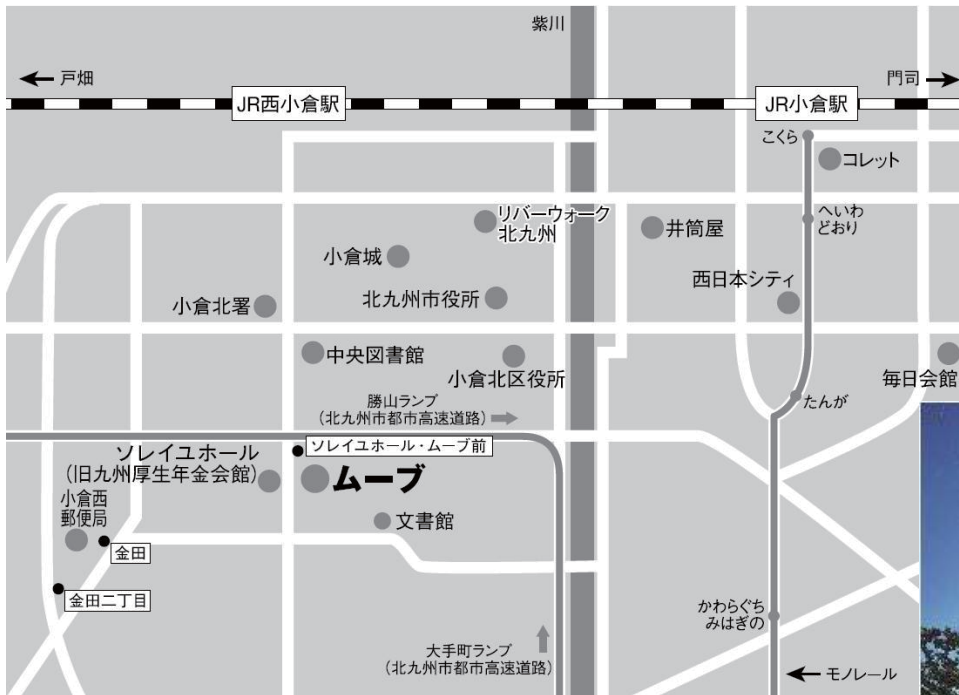 紫川
← 戸畑
門司 →
JR西小倉駅
JR小倉駅
こくら
コレット
リバーウォーク
北九州
へいわ
どおり
井筒屋
小倉城
西日本シティ
北九州市役所
小倉北署
中央図書館
小倉北区役所
毎日会館
たんが
勝山ランプ
(北九州市都市高速道路)→
ソレイユホール・ムーブ前
ソレイユホール
(旧九州厚生年金会館)
ムーブ
小倉西
郵便局
文書館
金田
金田二丁目
かわらぐち
みはぎの
大手町ランプ
(北九州市都市高速道路)
↑
← モノレール